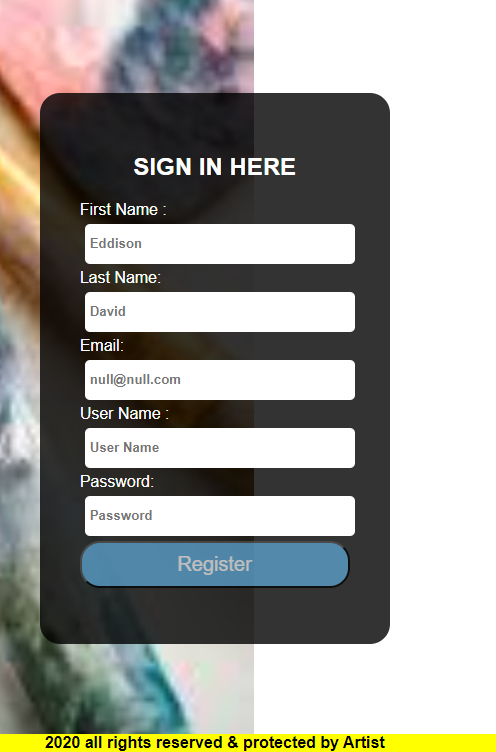 SIGN IN HERE
First Name :
Eddison
Last Name:
David
Email:
null@null.com
User Name :
User Name
Password:
Password
Register
2020 all rights reserved & protected by Artist